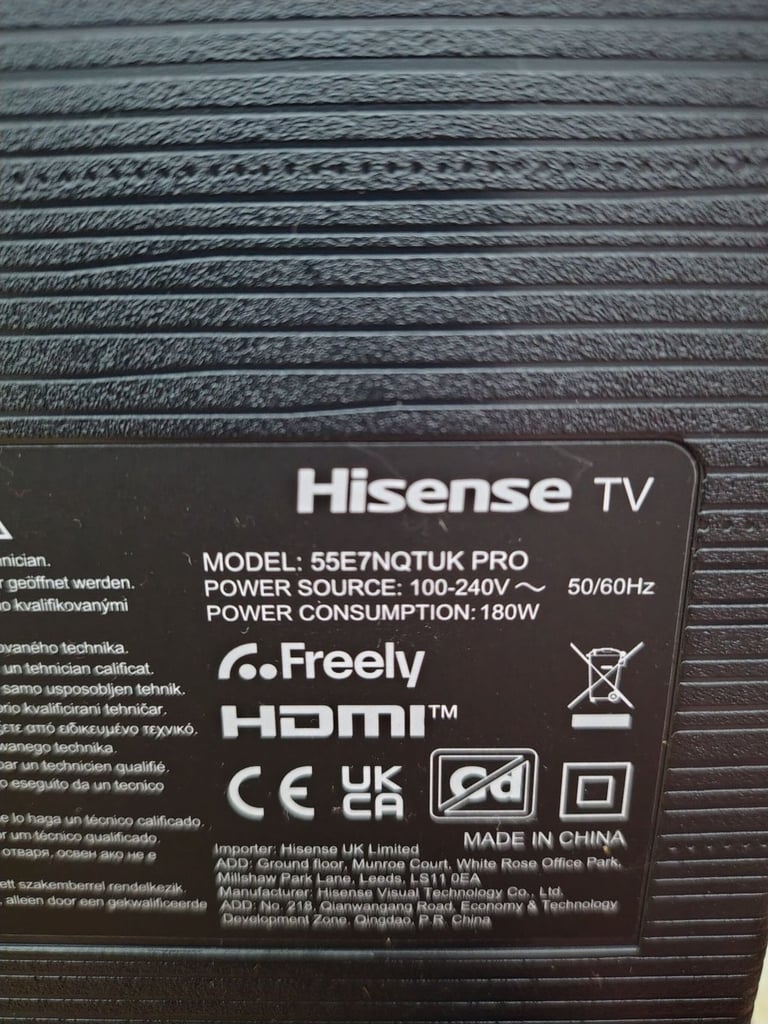 Hisense TV
MODEL: 55E7NQTUK PRO
POWER SOURCE: 100-240V ~ 50/60Hz
POWER CONSUMPTION: 180W
Freely
HDMI™
CE UK CA Cd
MADE IN CHINA
Importer: Hisense UK Limited
ADD: Ground floor, Munroe Court, White Rose Office Park,
Millshaw Park Lane, Leeds, LS11 0EA
Manufacturer: Hisense Visual Technology Co., Ltd.
ADD: No. 218, Qianwangang Road, Economy & Technology
Development Zone, Qingdao, P.R. China
nician.
r geöffnet werden.
o kvalifikovanými
ovaného technika.
un tehnician calificat.
samo usposobljen tehnik.
orio kvalificirani tehničar.
ετε από ειδικευμένο τεχνικό.
wanego technika.
par un technicien qualifié.
o eseguito da un tecnico
e lo haga un técnico calificado.
r um técnico qualificado.
отваря, освен ако не е
ett szakemberrel rendelkezik.
, alleen door een gekwalificeerde